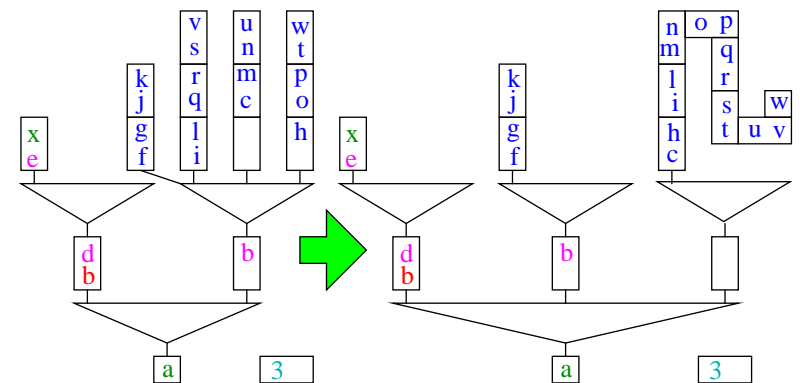 v u w n o p
s n t m q
k r m p k l r
j q c o j i s w
x g l h x g h t u v
e f i e f c
d b d b
b b
a 3 a 3